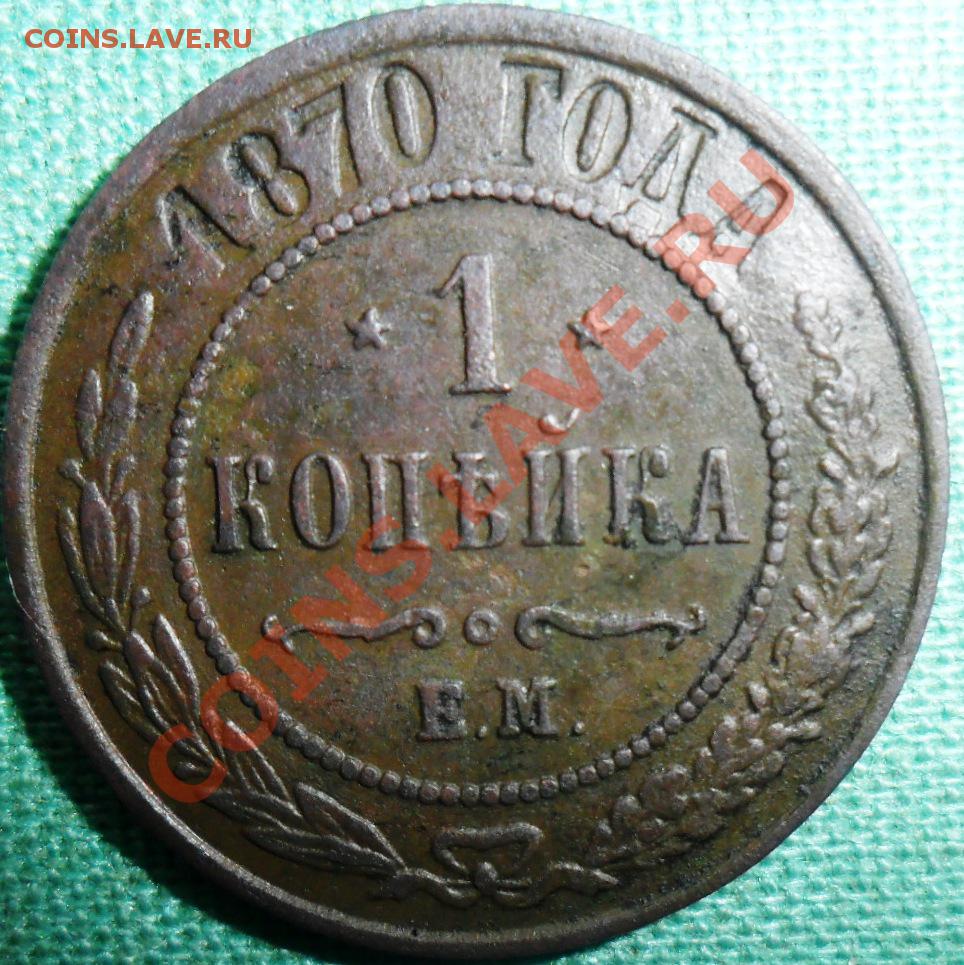 COINS.LAVE.RU
1870 ГОДЪ
1
КОПѢЙКА
Е.М.
COINS.LAVE.RU